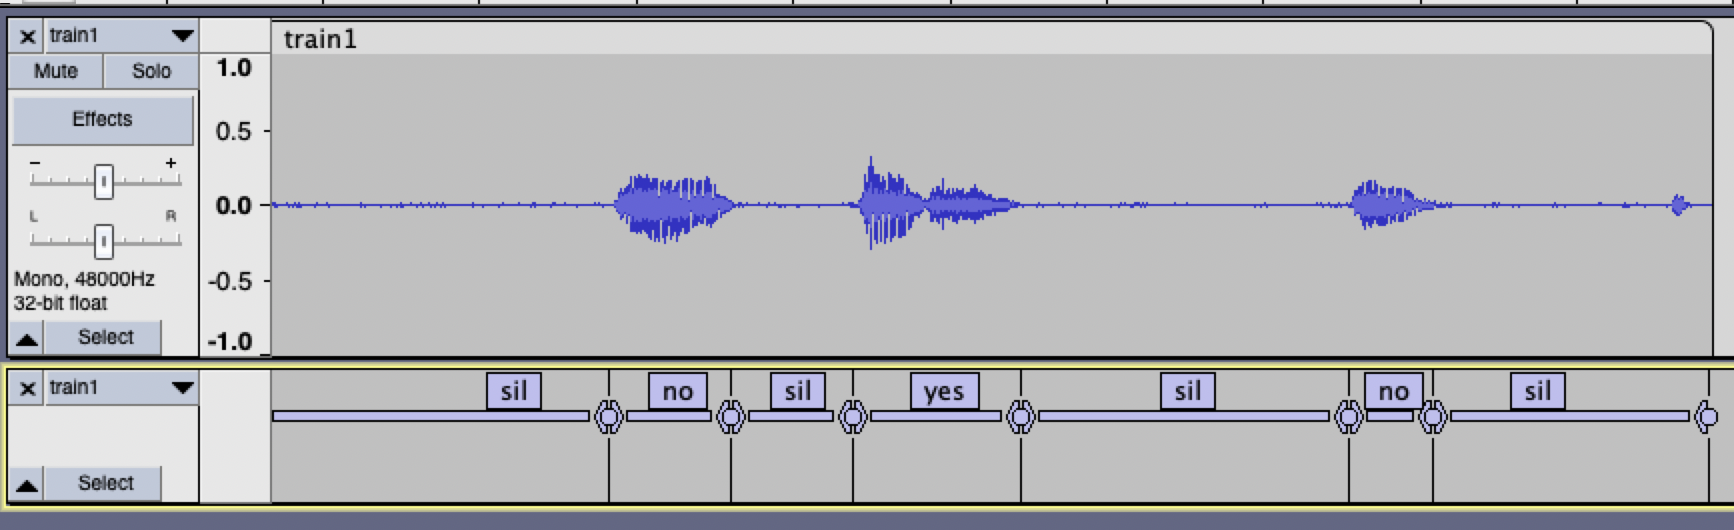 train1
train1
Mute Solo
1.0
Effects
0.5
- +
0.0
L R
Mono, 48000Hz
-0.5
32-bit float
Select
-1.0
train1
sil no sil yes sil no sil
Select